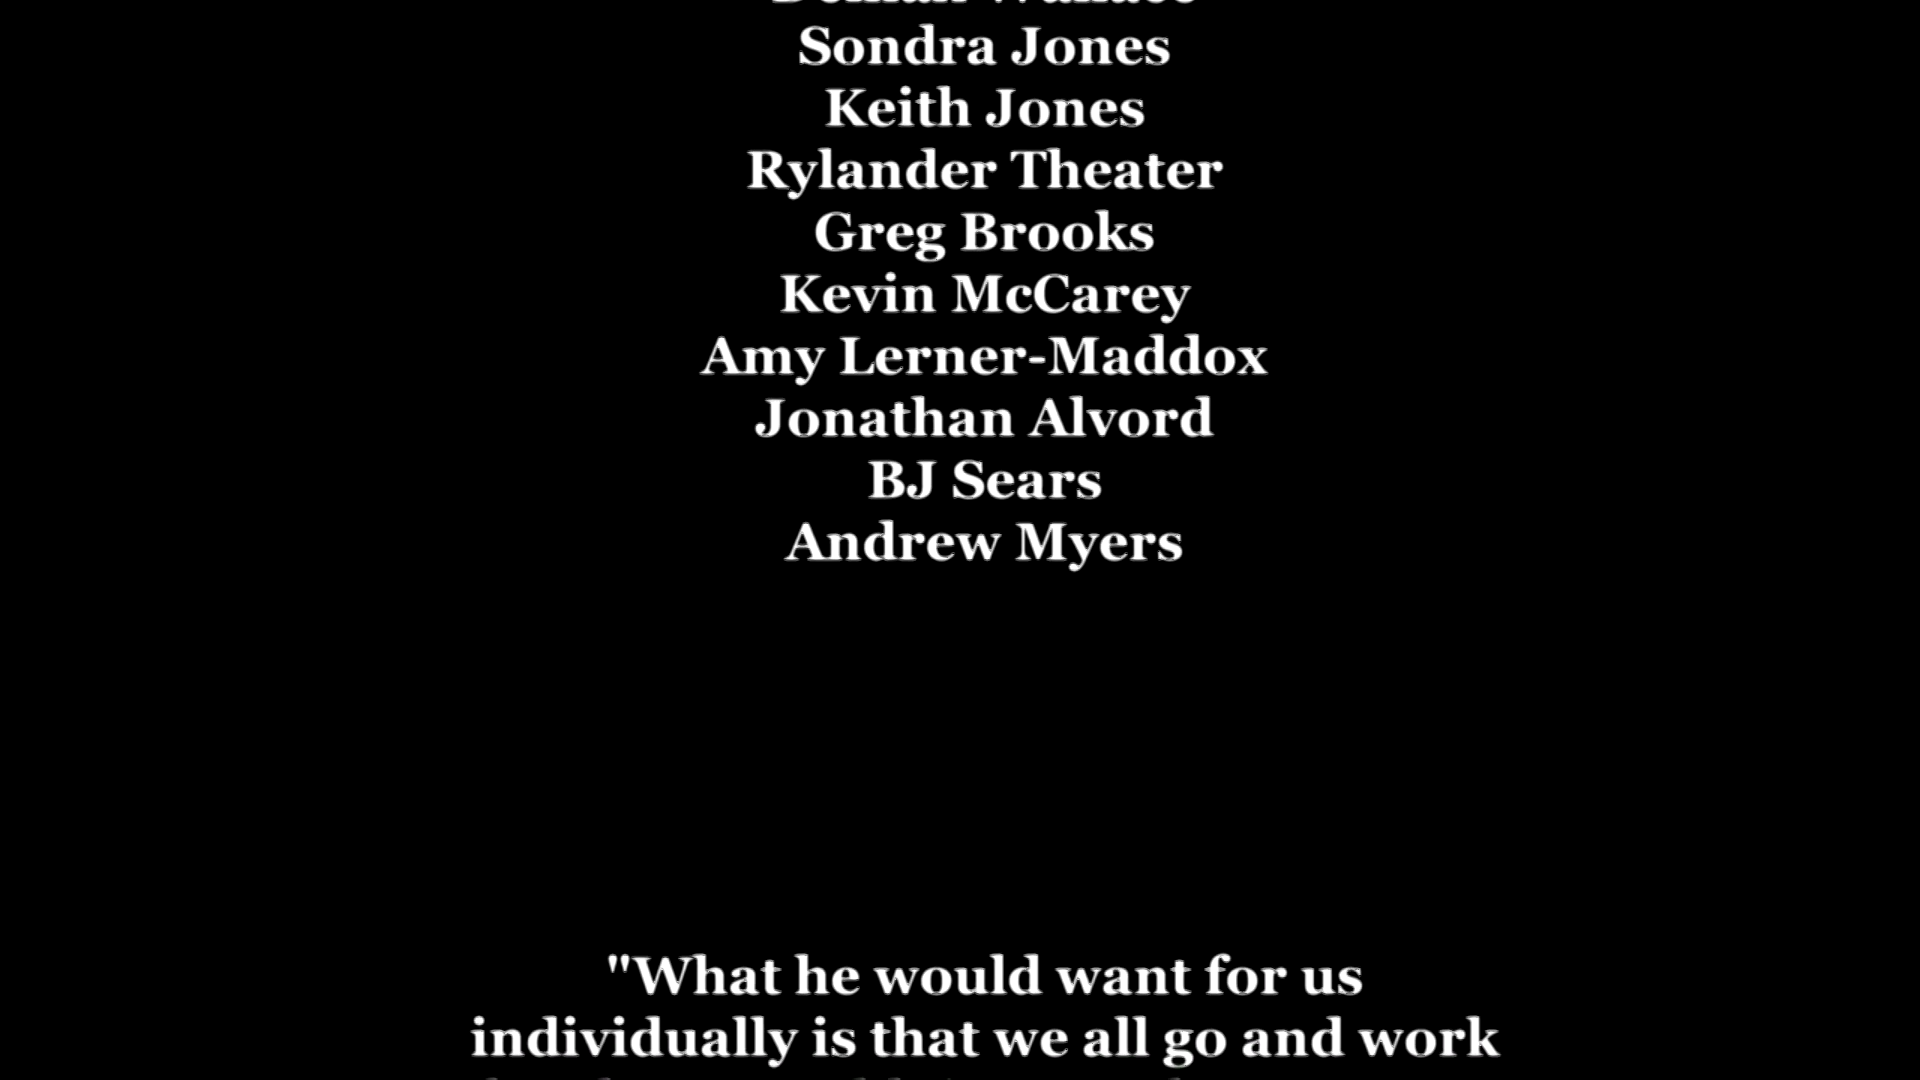 Sondra Jones
Keith Jones
Rylander Theater
Greg Brooks
Kevin McCarey
Amy Lerner-Maddox
Jonathan Alvord
BJ Sears
Andrew Myers
"What he would want for us
individually is that we all go and work